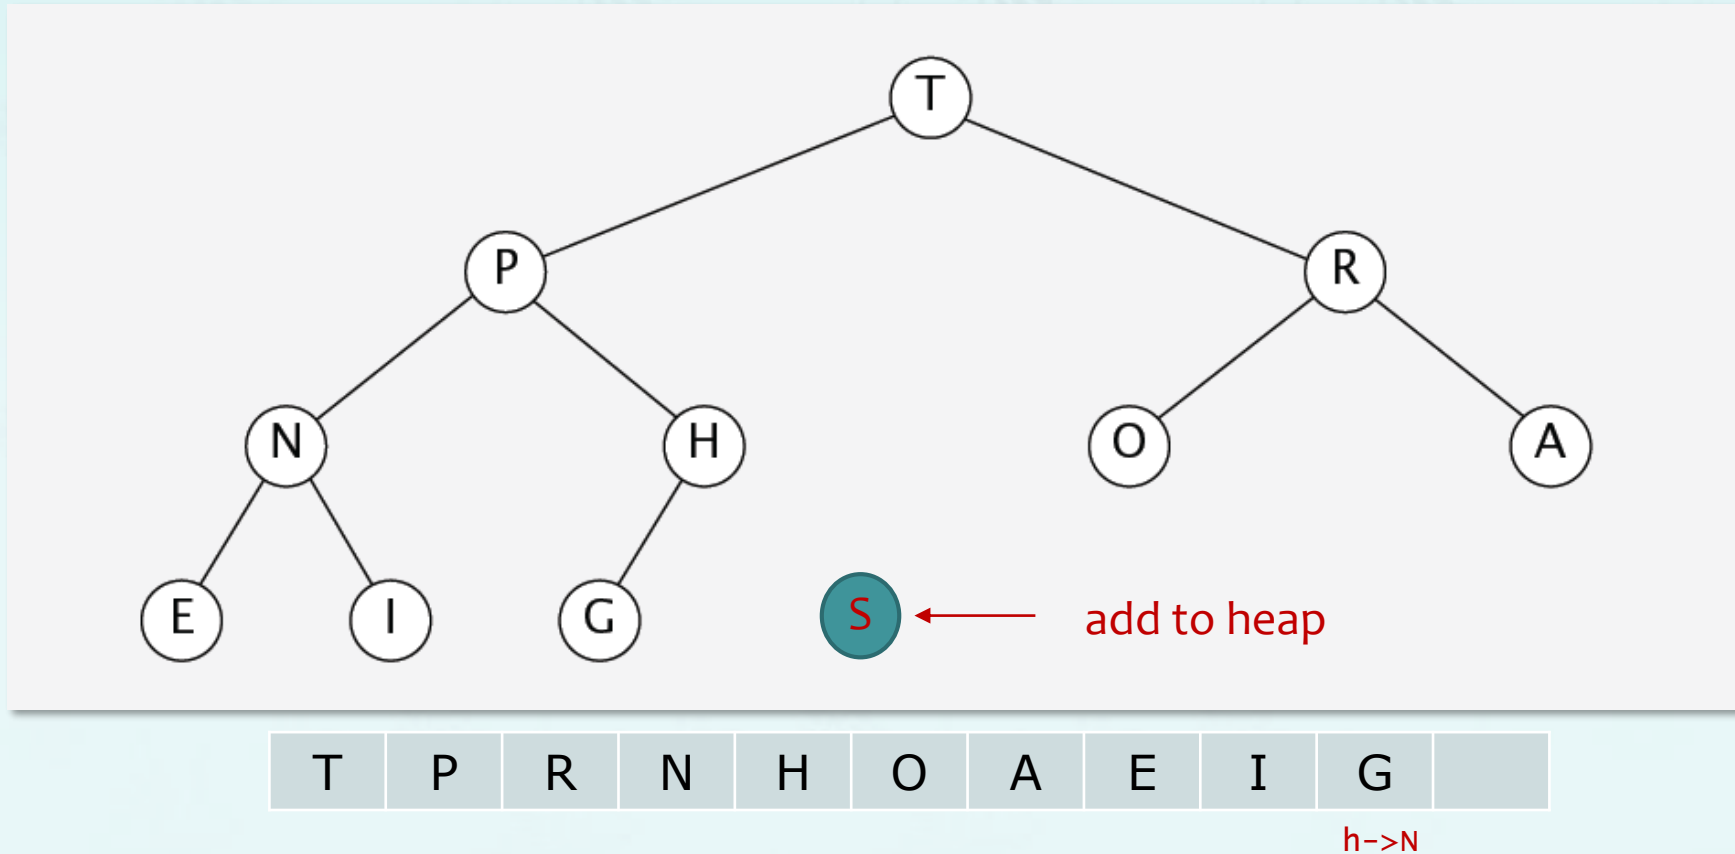 T
P R
N H O A
E I G S add to heap
T P R N H O A E I G
h->N